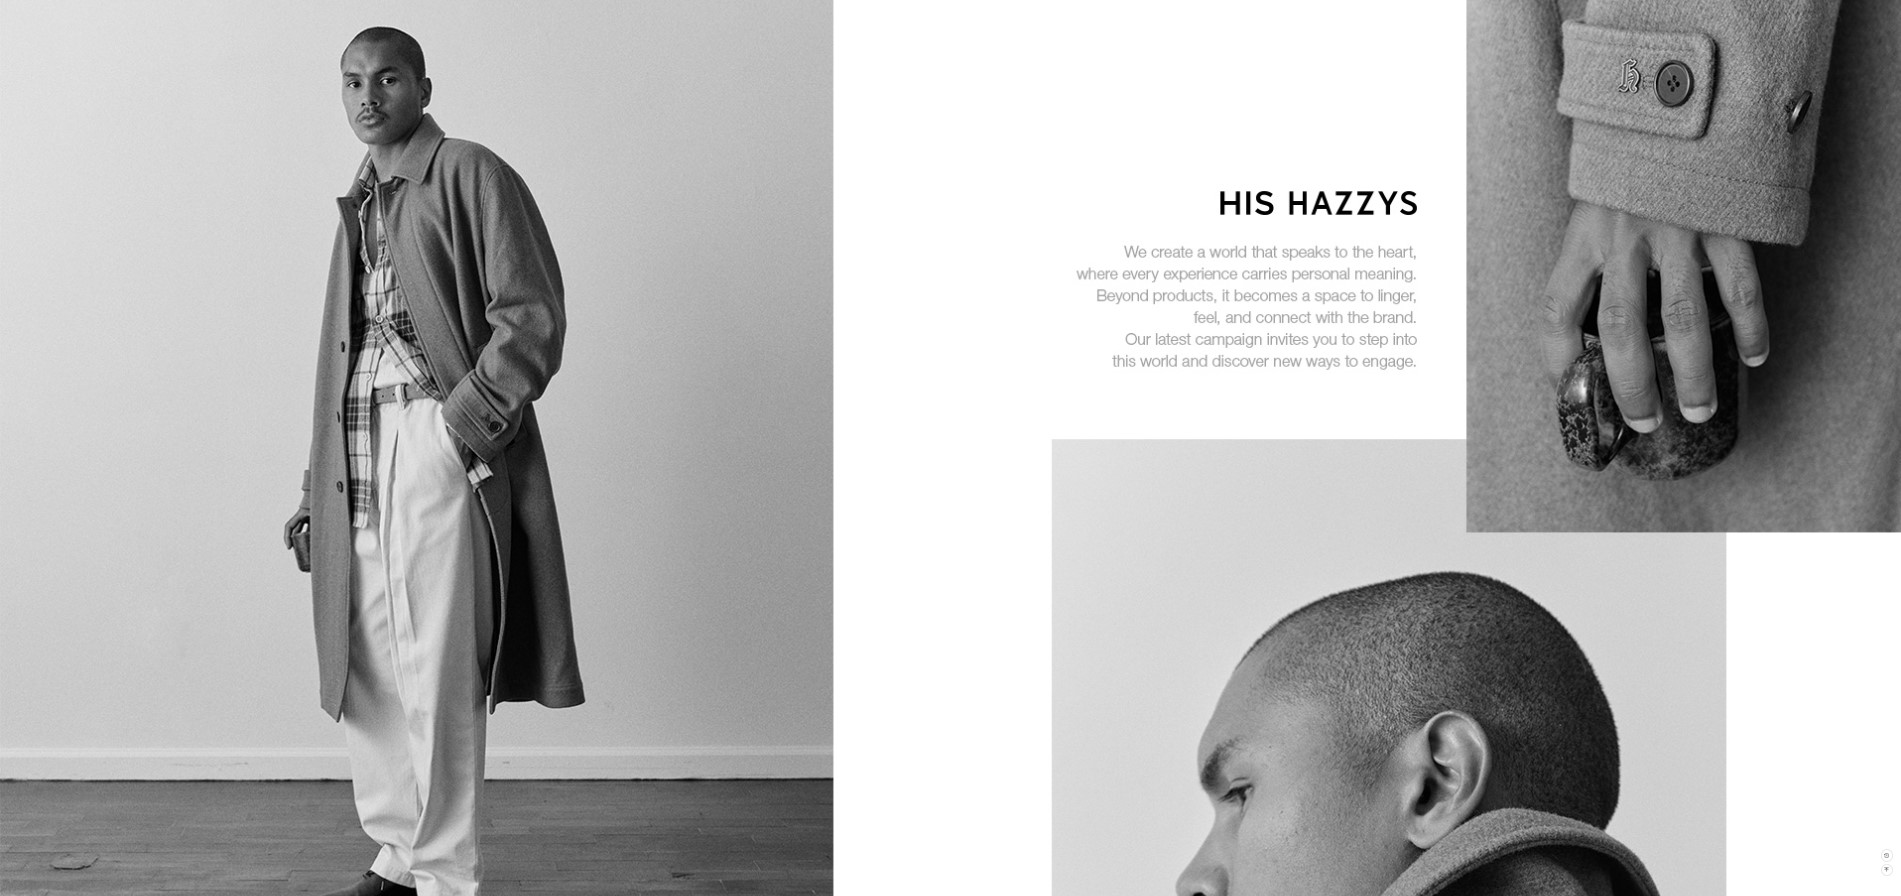 HIS HAZZYS
We create a world that speaks to the heart,
where every experience carries personal meaning.
Beyond products, it becomes a space to linger,
feel, and connect with the brand.
Our latest campaign invites you to step into
this world and discover new ways to engage.
h